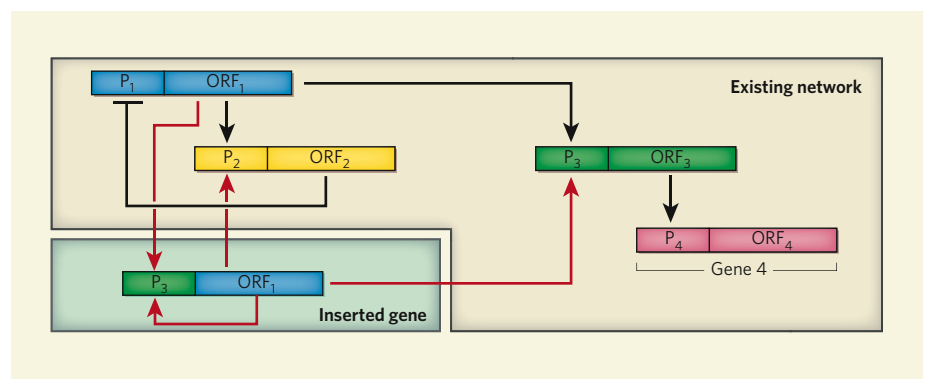 P1 ORF1
Existing network
P2 ORF2
P3 ORF3
P4 ORF4
Gene 4
P3 ORF1
Inserted gene